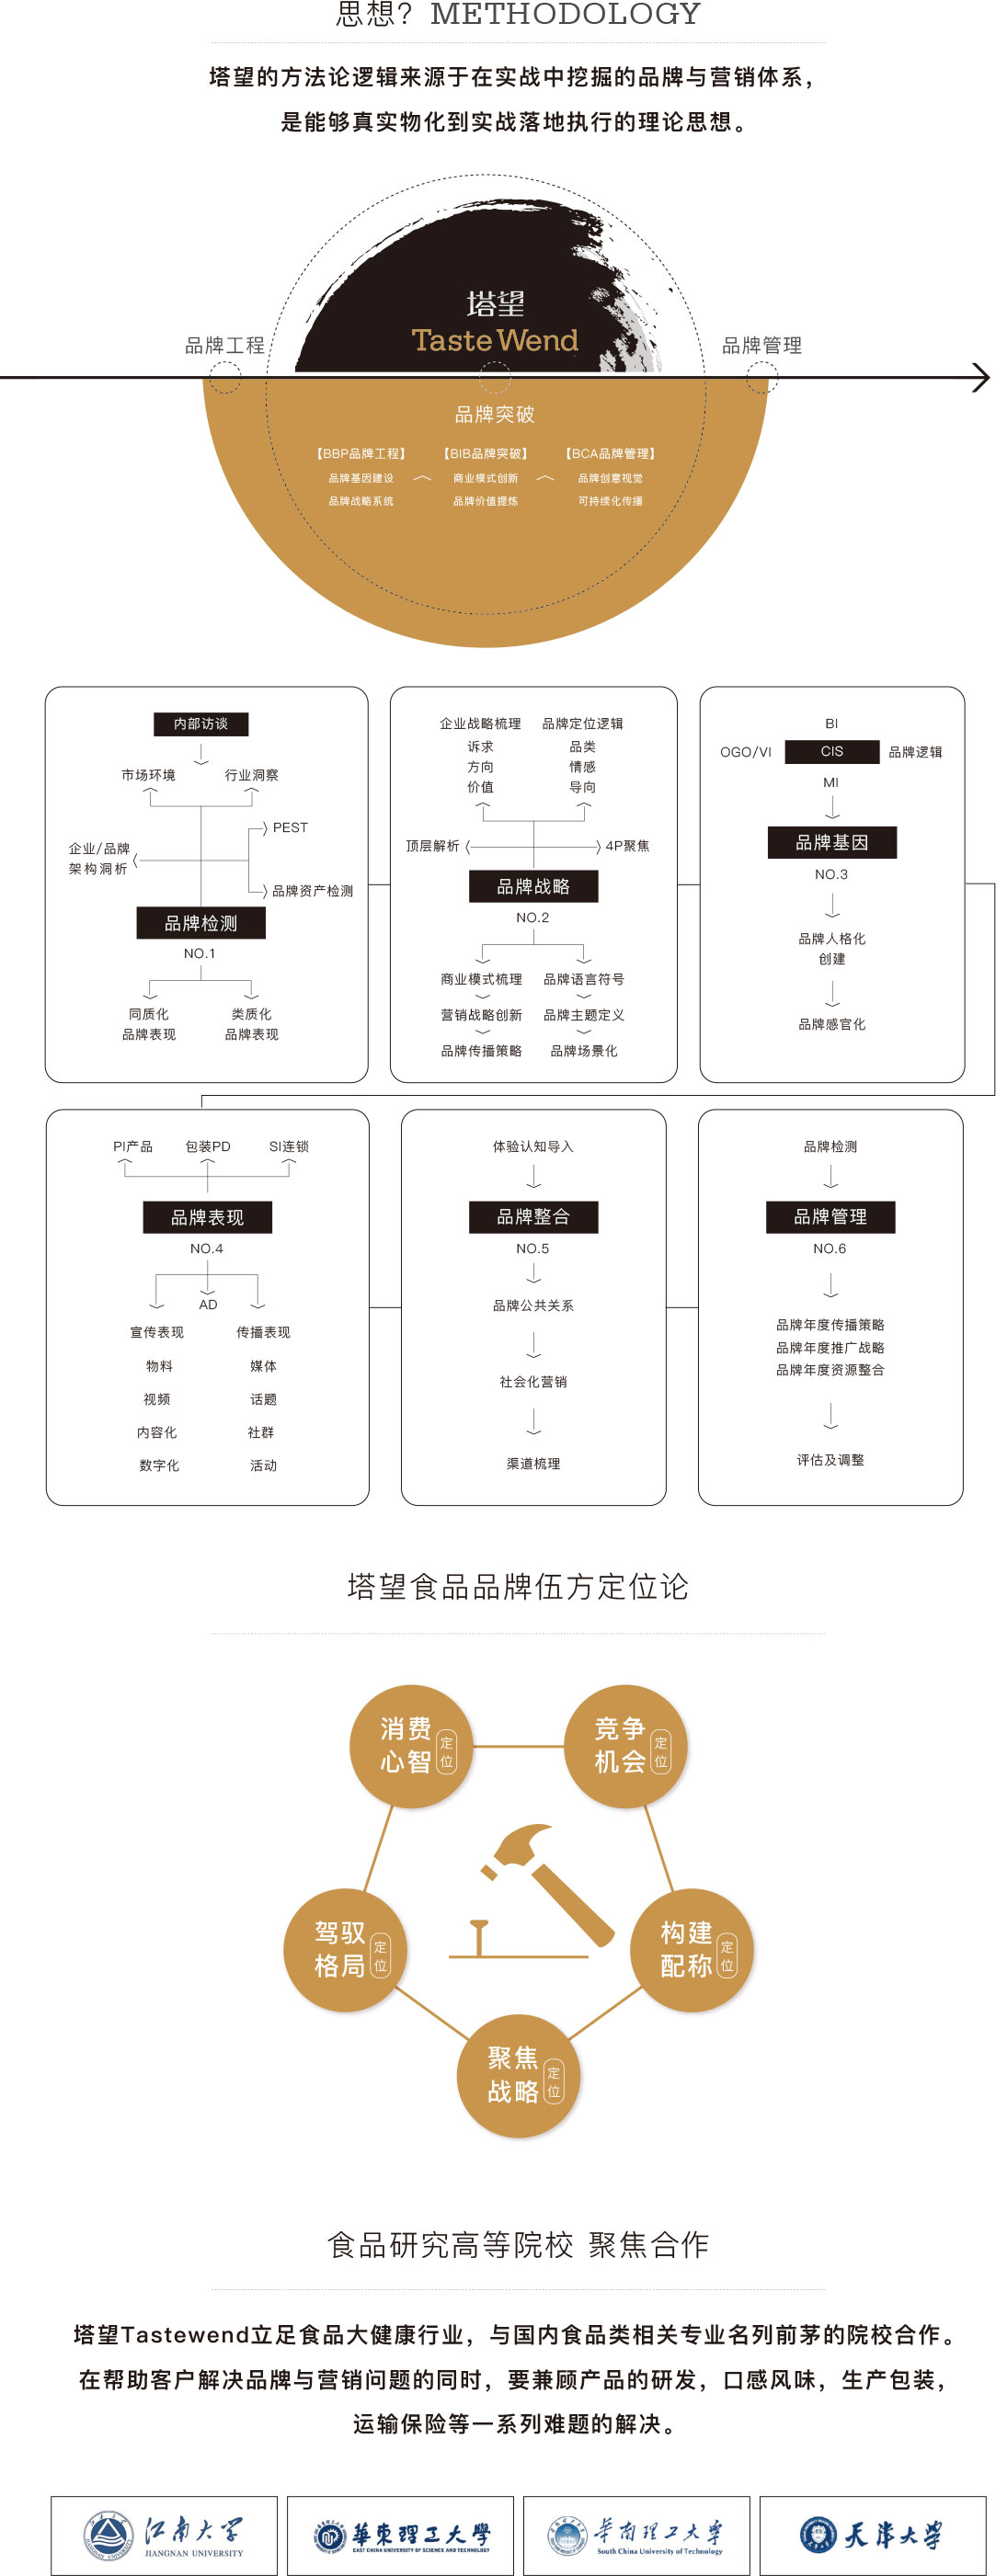 思想? METHODOLOGY
塔望的方法论逻辑来源于在实战中挖掘的品牌与营销体系，
是能够真实物化到实战落地执行的理论思想。
塔望
Taste Wend
品牌工程
品牌管理
品牌突破
【BBP品牌工程】 【BIB品牌突破】 【BCA品牌管理】
品牌基因建设 商业模式创新 品牌创意视觉
品牌战略系统 品牌价值提炼 可持续化传播
内部访谈
市场环境 行业洞察
PEST
企业/品牌
架构洞析
品牌资产检测
品牌检测
NO.1
同质化 类质化
品牌表现 品牌表现
企业战略梳理 品牌定位逻辑
诉求 品类
方向 情感
价值 导向
顶层解析 4P聚焦
品牌战略
NO.2
商业模式梳理 品牌语言符号
营销战略创新 品牌主题定义
品牌传播策略 品牌场景化
BI
OGO/VI CIS 品牌逻辑
MI
品牌基因
NO.3
品牌人格化
创建
品牌感官化
PI产品 包装PD SI连锁
品牌表现
NO.4
AD
宣传表现 传播表现
物料 媒体
视频 话题
内容化 社群
数字化 活动
体验认知导入
品牌整合
NO.5
品牌公共关系
社会化营销
渠道梳理
品牌检测
品牌管理
NO.6
品牌年度传播策略
品牌年度推广战略
品牌年度资源整合
评估及调整
塔望食品品牌伍方定位论
消费
心智
定位
竞争
机会
定位
驾驭
格局
定位
构建
配称
定位
聚焦
战略
定位
食品研究高等院校 聚焦合作
塔望Tastewend立足食品大健康行业，与国内食品类相关专业名列前茅的院校合作。
在帮助客户解决品牌与营销问题的同时，要兼顾产品的研发，口感风味，生产包装，
运输保险等一系列难题的解决。
江南大学
JIANGNAN UNIVERSITY
華東理工大學
EAST CHINA UNIVERSITY OF SCIENCE AND TECHNOLOGY
华南理工大学
South China University of Technology
天津大学